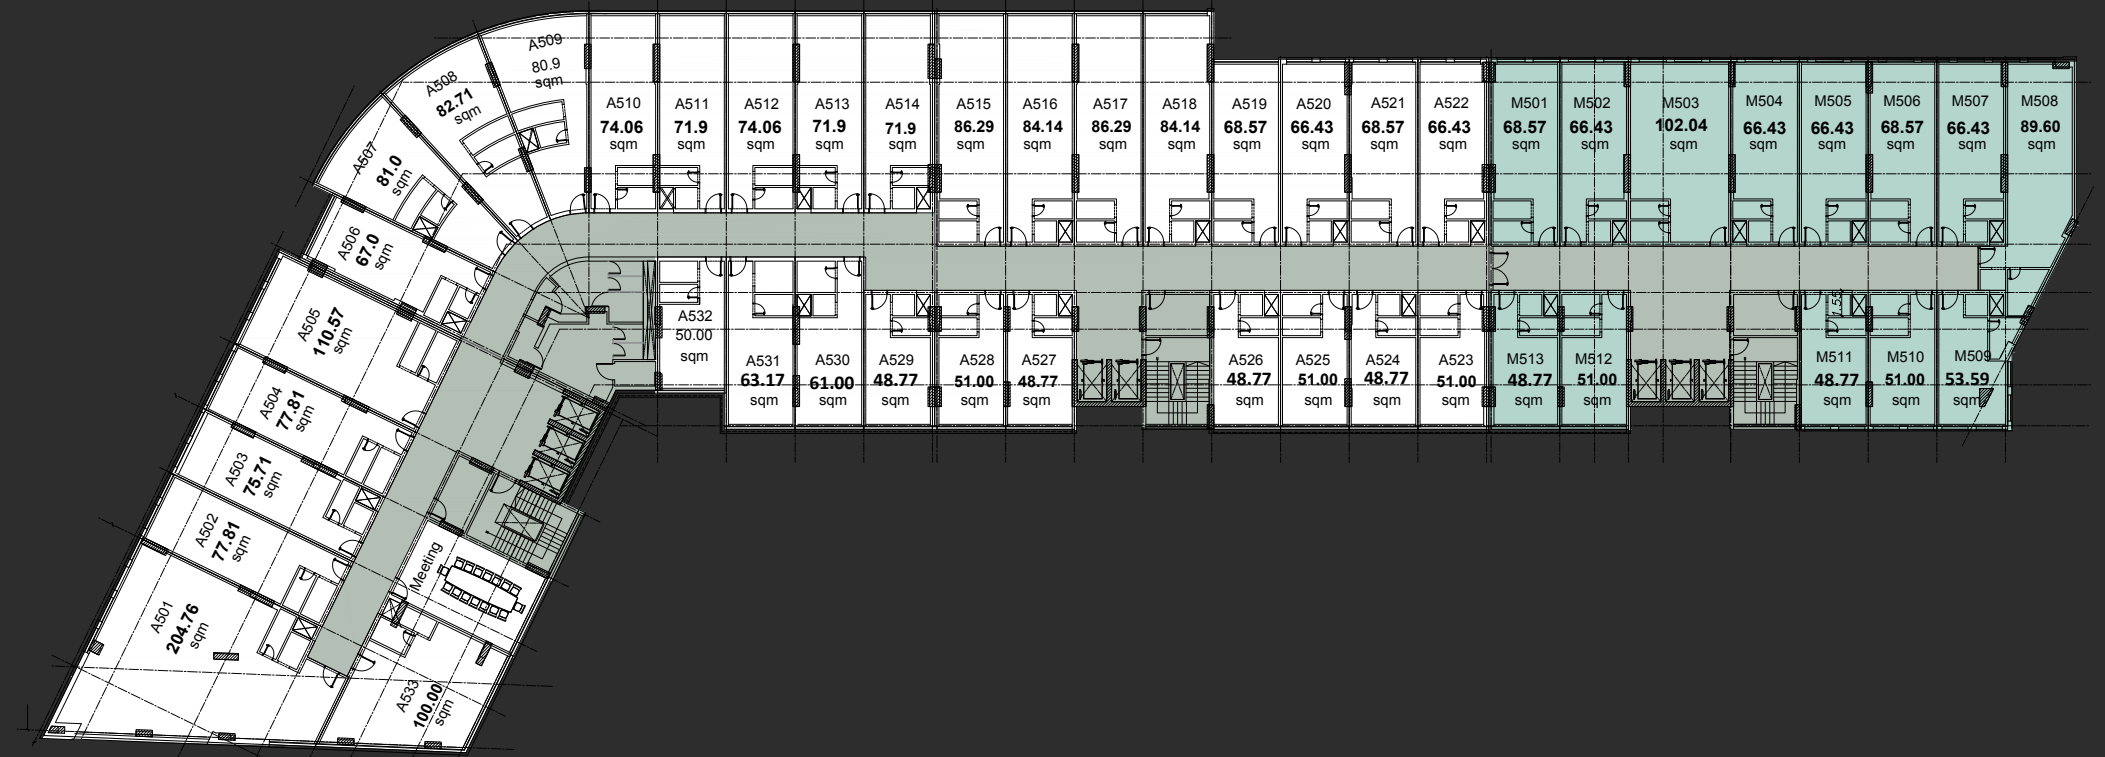 A509
80.9
sqm
A508
82.71
sqm
A507
81.0
sqm
A506
67.0
sqm
A505
110.57
sqm
A504
77.81
sqm
A503
75.71
sqm
A502
77.81
sqm
A501
204.76
sqm
A533
100.00
sqm
Meeting
A510
74.06
sqm
A511
71.9
sqm
A512
74.06
sqm
A513
71.9
sqm
A514
71.9
sqm
A515
86.29
sqm
A516
84.14
sqm
A517
86.29
sqm
A518
84.14
sqm
A519
68.57
sqm
A520
66.43
sqm
A521
68.57
sqm
A522
66.43
sqm
M501
68.57
sqm
M502
66.43
sqm
M503
102.04
sqm
M504
66.43
sqm
M505
66.43
sqm
M506
68.57
sqm
M507
66.43
sqm
M508
89.60
sqm
A532
50.00
sqm
A531
63.17
sqm
A530
61.00
sqm
A529
48.77
sqm
A528
51.00
sqm
A527
48.77
sqm
A526
48.77
sqm
A525
51.00
sqm
A524
48.77
sqm
A523
51.00
sqm
M513
48.77
sqm
M512
51.00
sqm
1.55
M511
48.77
sqm
M510
51.00
sqm
M509
53.59
sqm